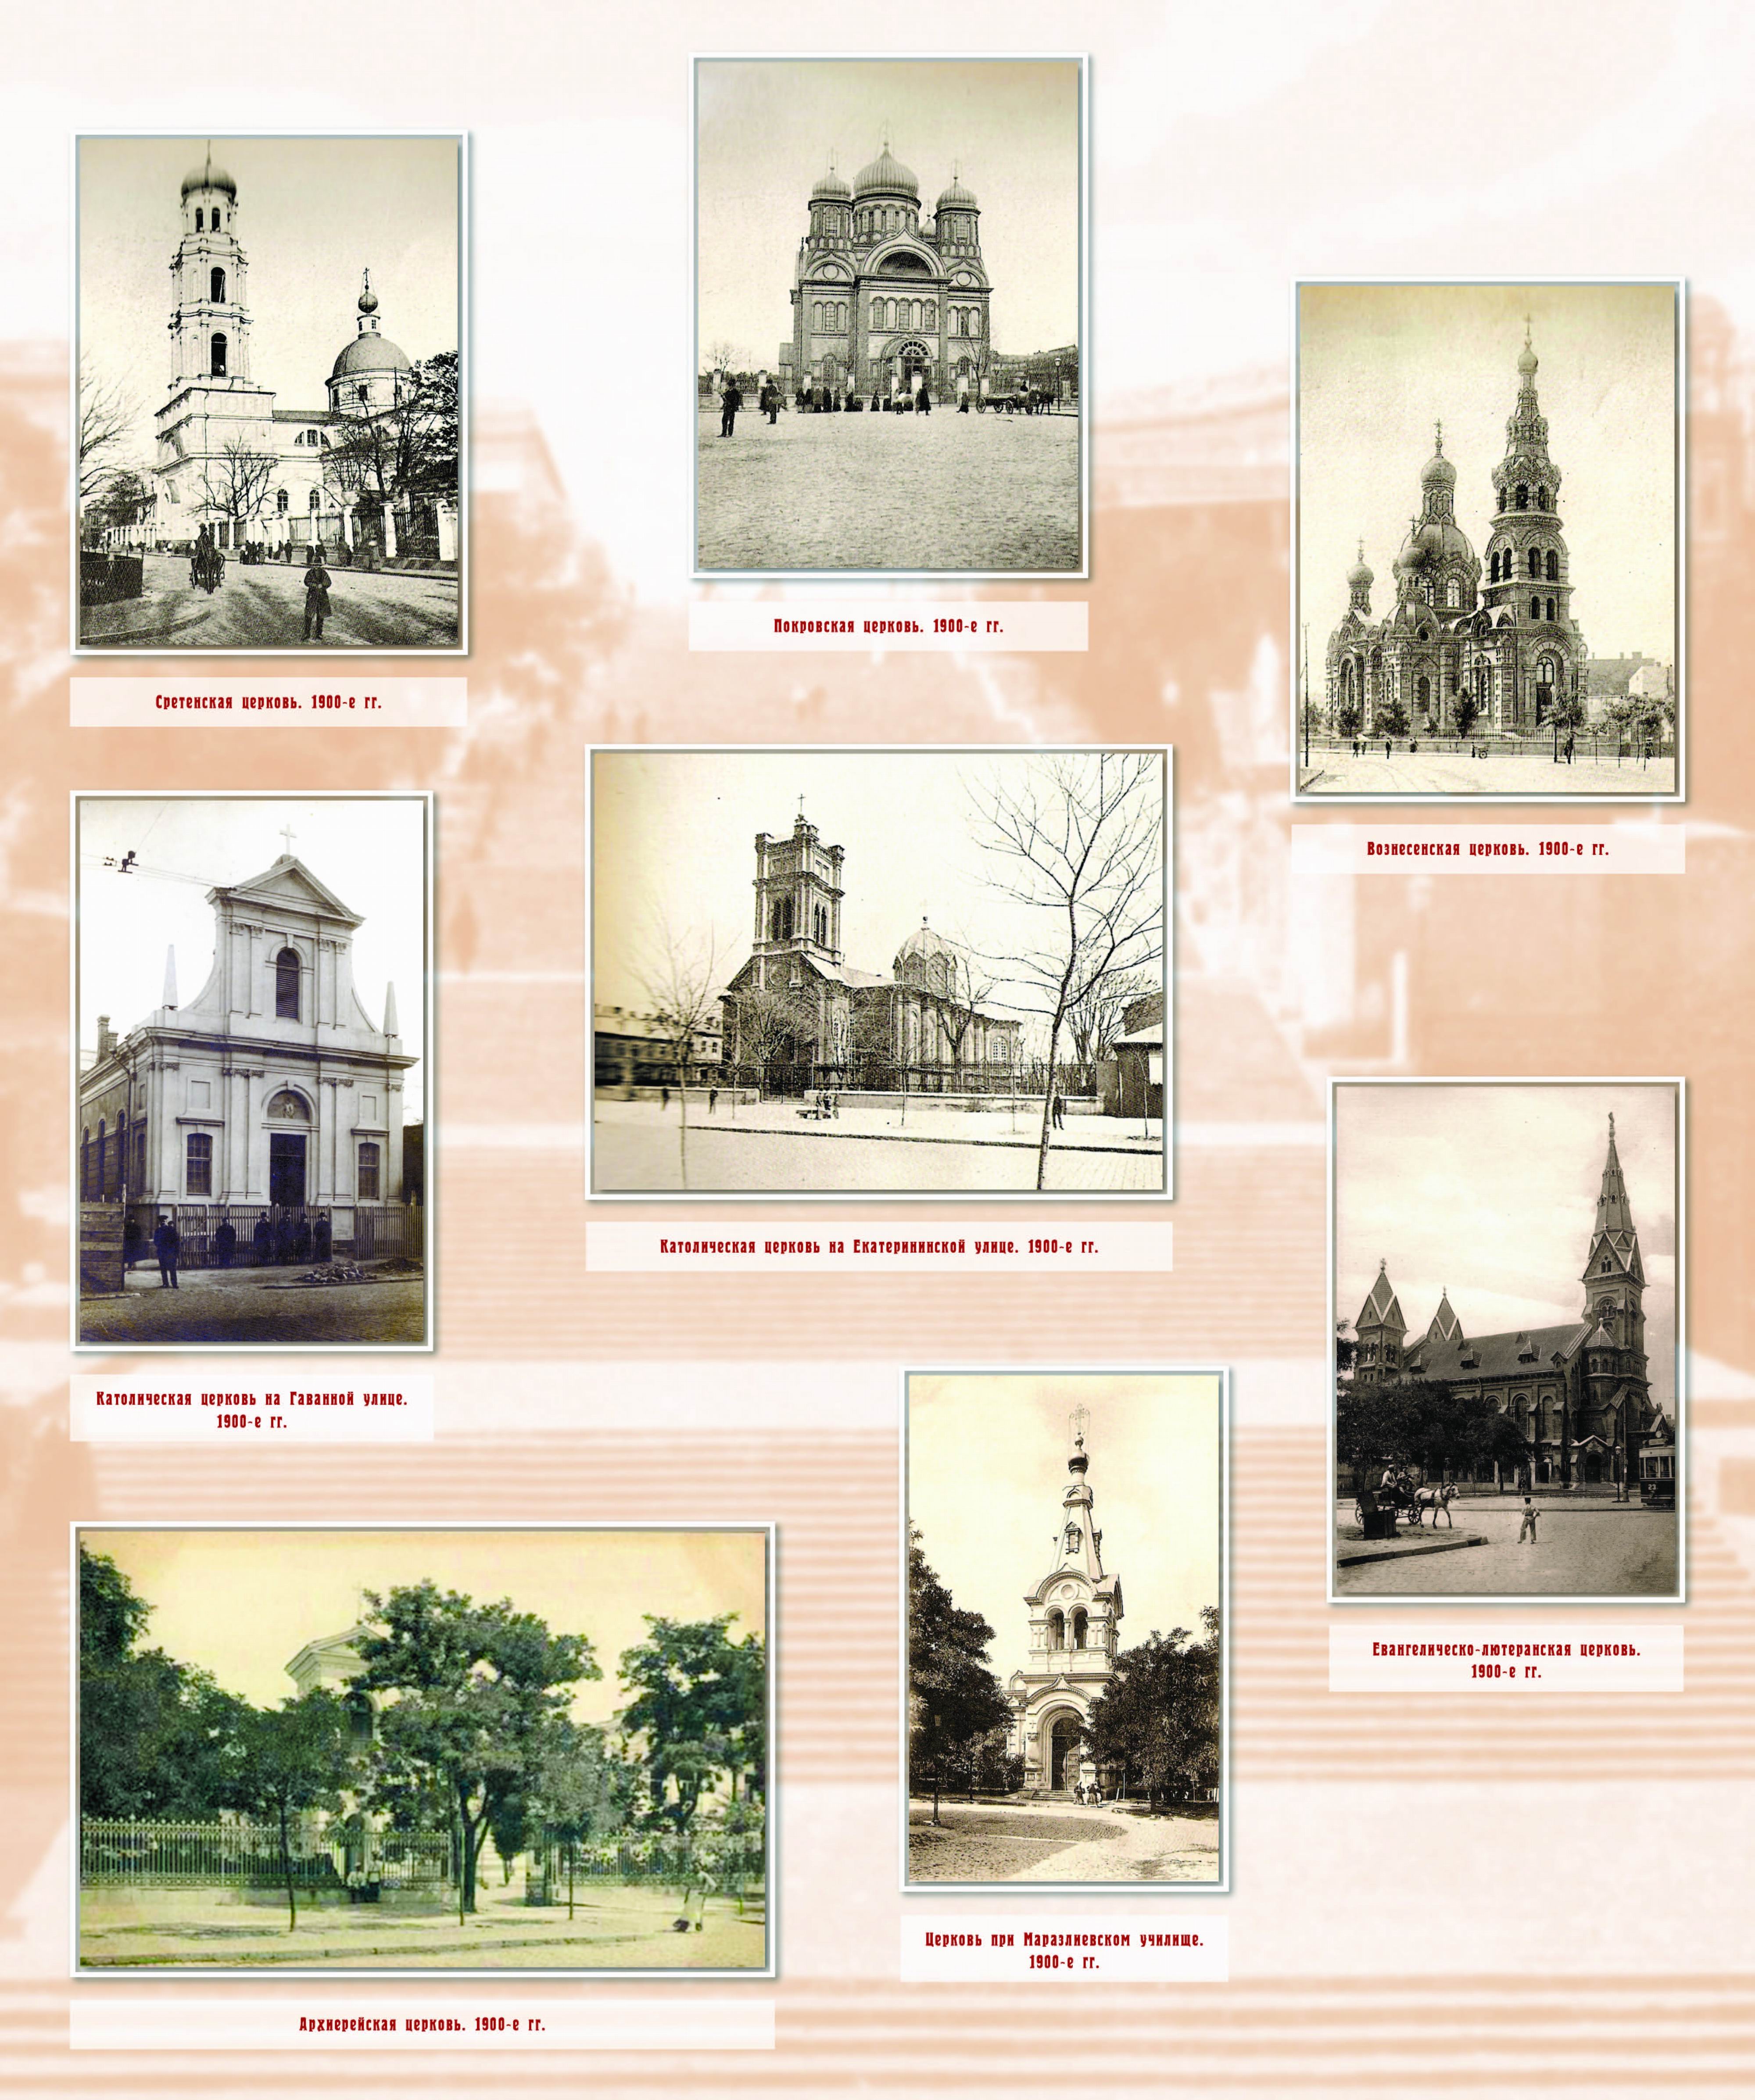 Покровская церковь. 1900-е гг.
Сретенская церковь. 1900-е гг.
Вознесенская церковь. 1900-е гг.
Католическая церковь на Екатерининской улице. 1900-е гг.
Католическая церковь на Гаванной улице.
1900-е гг.
Евангелическо-лютеранская церковь.
1900-е гг.
Церковь при Маразлиевском училище.
1900-е гг.
Архиерейская церковь. 1900-е гг.